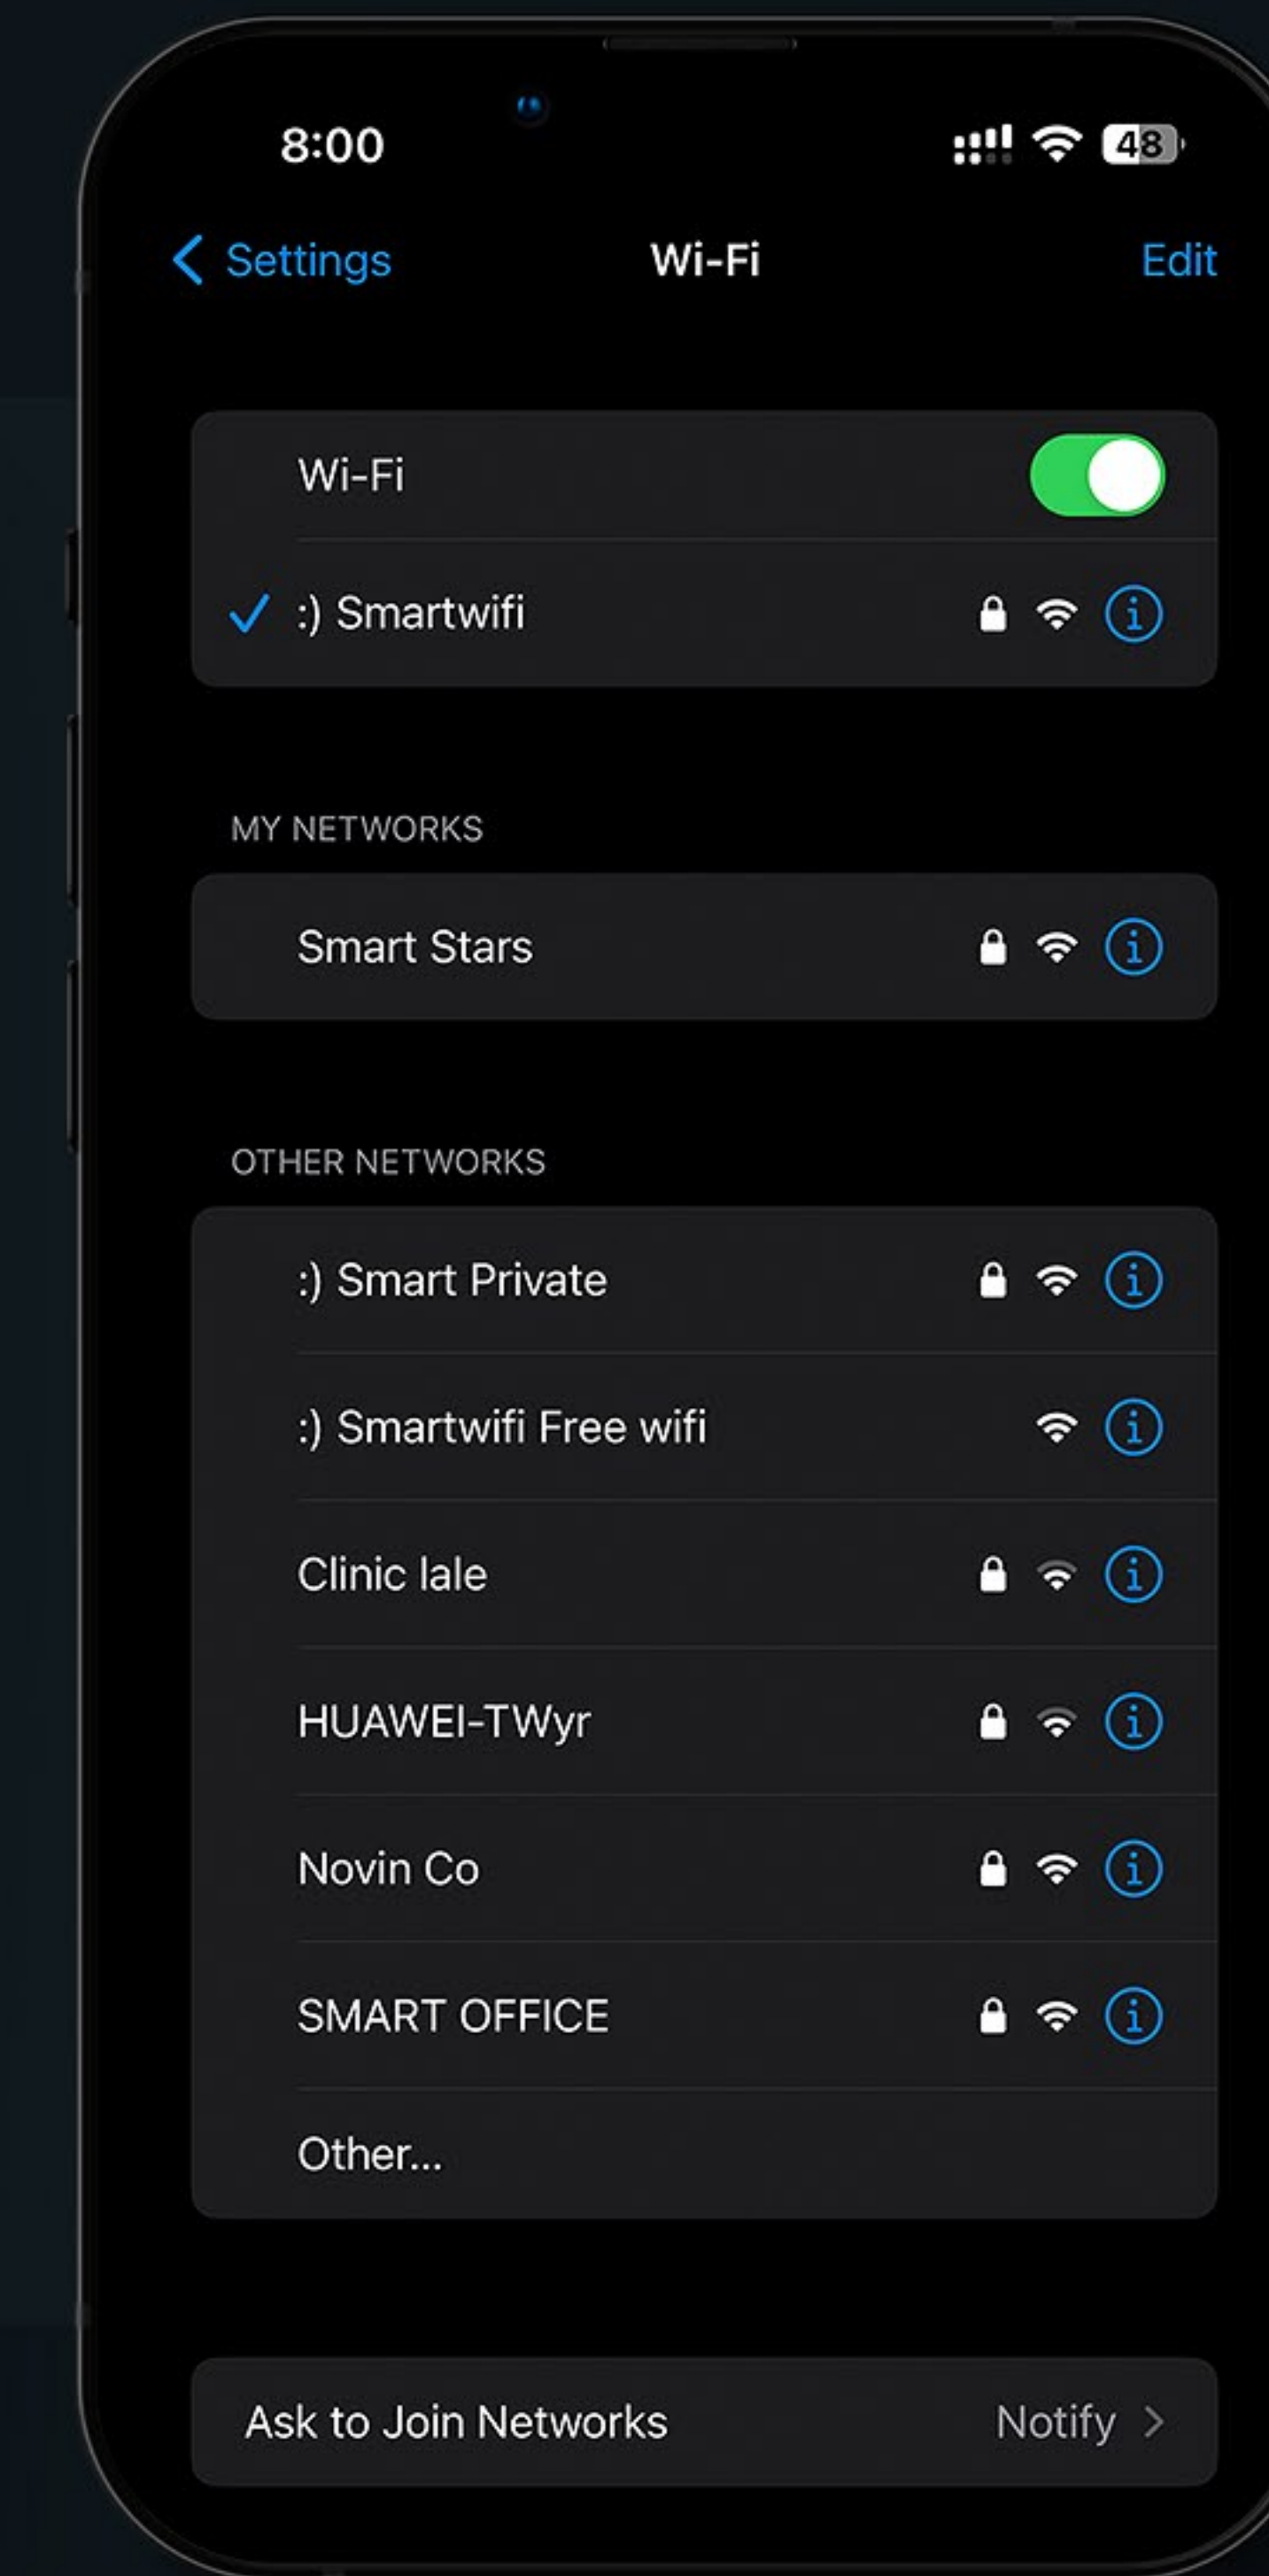 8:00
48
Settings
Wi-Fi
Edit
Wi-Fi
:) Smartwifi
MY NETWORKS
Smart Stars
OTHER NETWORKS
:) Smart Private
:) Smartwifi Free wifi
Clinic lale
HUAWEI-TWyr
Novin Co
SMART OFFICE
Other...
Ask to Join Networks
Notify